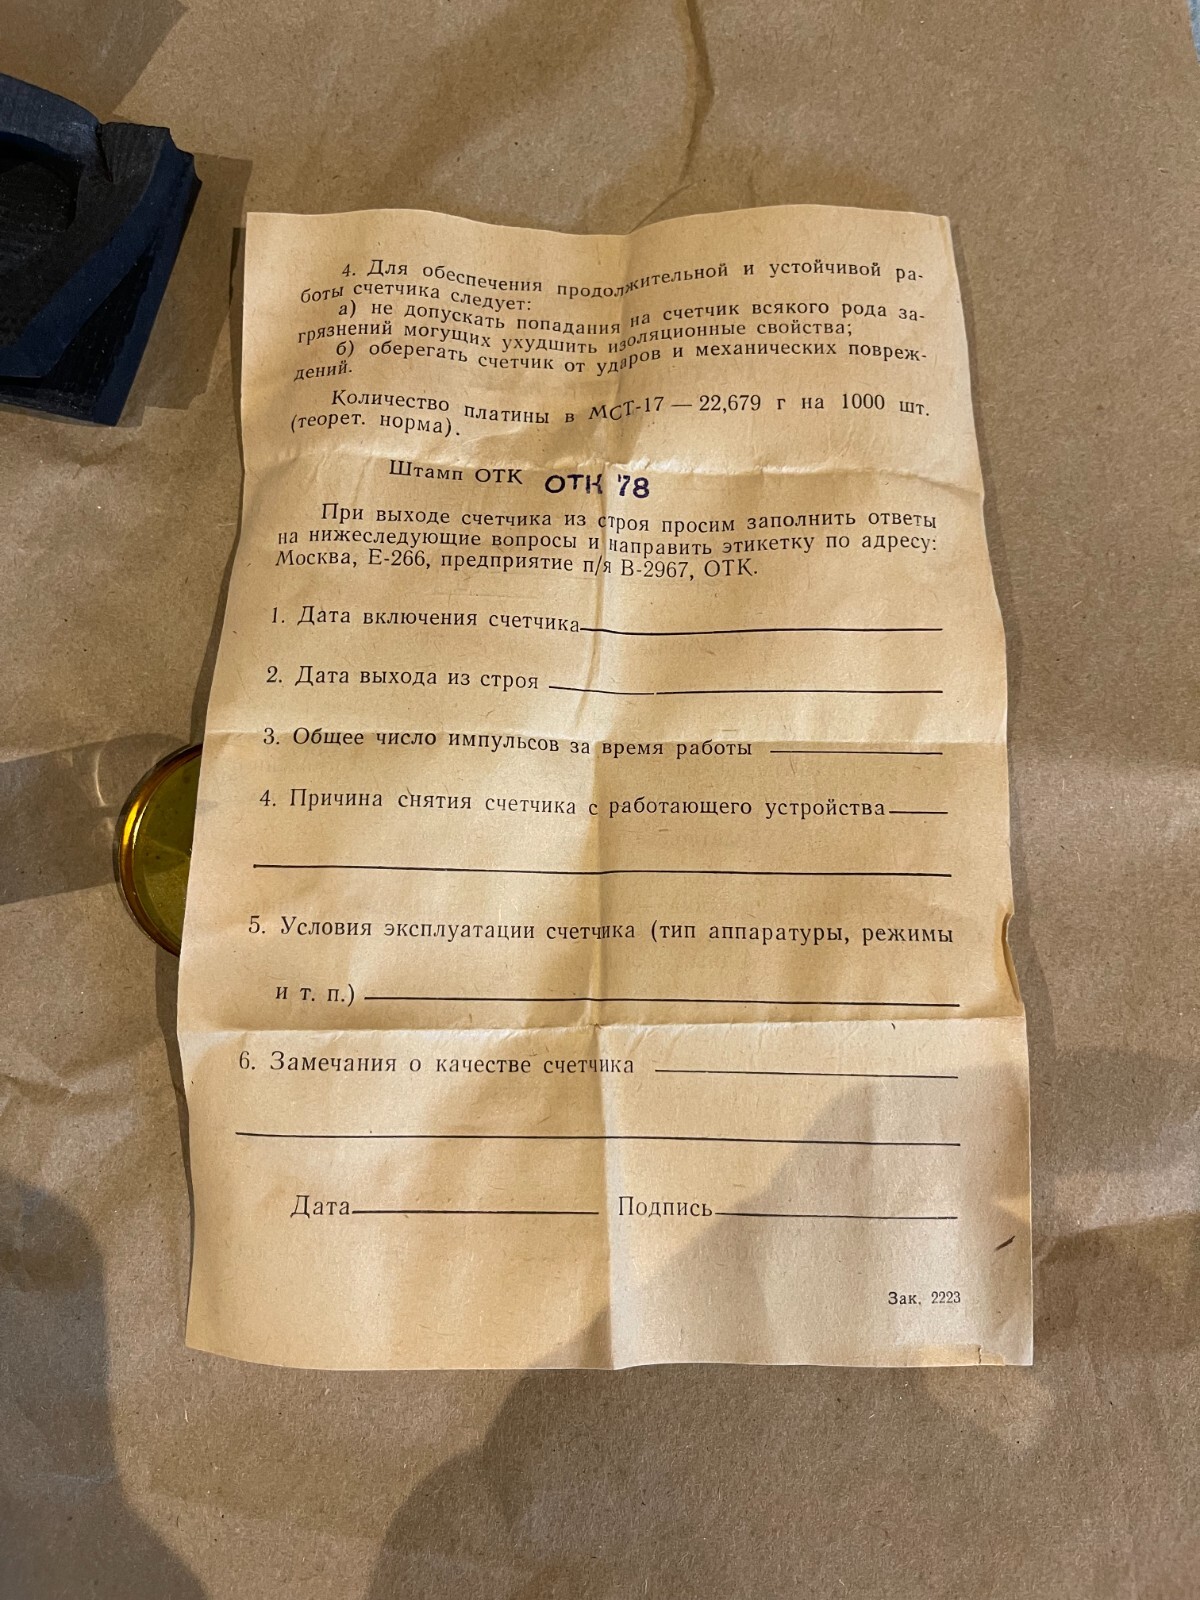 4. Для обеспечения продолжительной и устойчивой ра-
боты счетчика следует:
а) не допускать попадания на счетчик всякого рода за-
грязнений могущих ухудшить изоляционные свойства;
б) оберегать счетчик от ударов и механических повреж-
дений.
Количество платины в МСТ-17 — 22,679 г на 1000 шт.
(теорет. норма).
Штамп ОТК ОТК '78
При выходе счетчика из строя просим заполнить ответы
на нижеследующие вопросы и направить этикетку по адресу:
Москва, Е-266, предприятие п/я В-2967, ОТК.
1. Дата включения счетчика
2. Дата выхода из строя
3. Общее число импульсов за время работы
4. Причина снятия счетчика с работающего устройства
5. Условия эксплуатации счетчика (тип аппаратуры, режимы
и т. п.)
6. Замечания о качестве счетчика
Дата Подпись
Зак. 2223